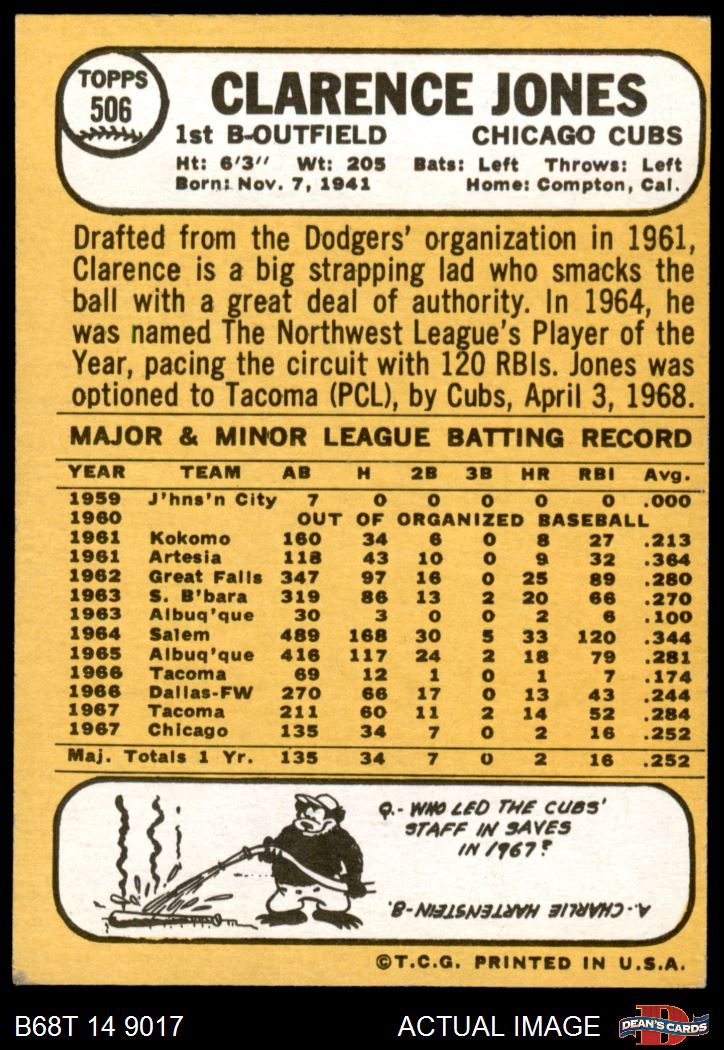 TOPPS
506
CLARENCE JONES
1st B-OUTFIELD CHICAGO CUBS
Ht: 6'3" Wt: 205 Bats: Left Throws: Left
Born: Nov. 7, 1941 Home: Compton, Cal.
Drafted from the Dodgers' organization in 1961,
Clarence is a big strapping lad who smacks the
ball with a great deal of authority. In 1964, he
was named The Northwest League's Player of the
Year, pacing the circuit with 120 RBIs. Jones was
optioned to Tacoma (PCL), by Cubs, April 3, 1968.
MAJOR & MINOR LEAGUE BATTING RECORD
YEAR TEAM AB H 2B 3B HR RBI Avg.
1959 J'hns'n City 7 0 0 0 0 0 .000
1960 OUT OF ORGANIZED BASEBALL
1961 Kokomo 160 34 6 0 8 27 .213
1961 Artesia 118 43 10 0 9 32 .364
1962 Great Falls 347 97 16 0 25 89 .280
1963 S. B'bara 319 86 13 2 20 66 .270
1963 Albuq'que 30 3 0 0 2 6 .100
1964 Salem 489 168 30 5 33 120 .344
1965 Albuq'que 416 117 24 2 18 79 .281
1966 Tacoma 69 12 1 0 1 7 .174
1966 Dallas-FW 270 66 17 0 13 43 .244
1967 Tacoma 211 60 11 2 14 52 .284
1967 Chicago 135 34 7 0 2 16 .252
Maj. Totals 1 Yr. 135 34 7 0 2 16 .252
Q.- WHO LED THE CUBS'
STAFF IN SAVES
IN 1967?
A.- CHARLIE HARTENSTEIN-8.
©T.C.G. PRINTED IN U.S.A.
B68T 14 9017 ACTUAL IMAGE
D
DEAN'S CARDS